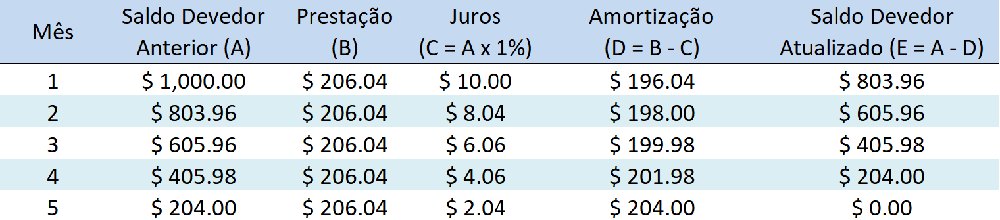 Mês Saldo Devedor Anterior (A) Prestação (B) Juros (C = A x 1%) Amortização (D = B - C) Saldo Devedor Atualizado (E = A - D)
1 $ 1,000.00 $ 206.04 $ 10.00 $ 196.04 $ 803.96
2 $ 803.96 $ 206.04 $ 8.04 $ 198.00 $ 605.96
3 $ 605.96 $ 206.04 $ 6.06 $ 199.98 $ 405.98
4 $ 405.98 $ 206.04 $ 4.06 $ 201.98 $ 204.00
5 $ 204.00 $ 206.04 $ 2.04 $ 204.00 $ 0.00